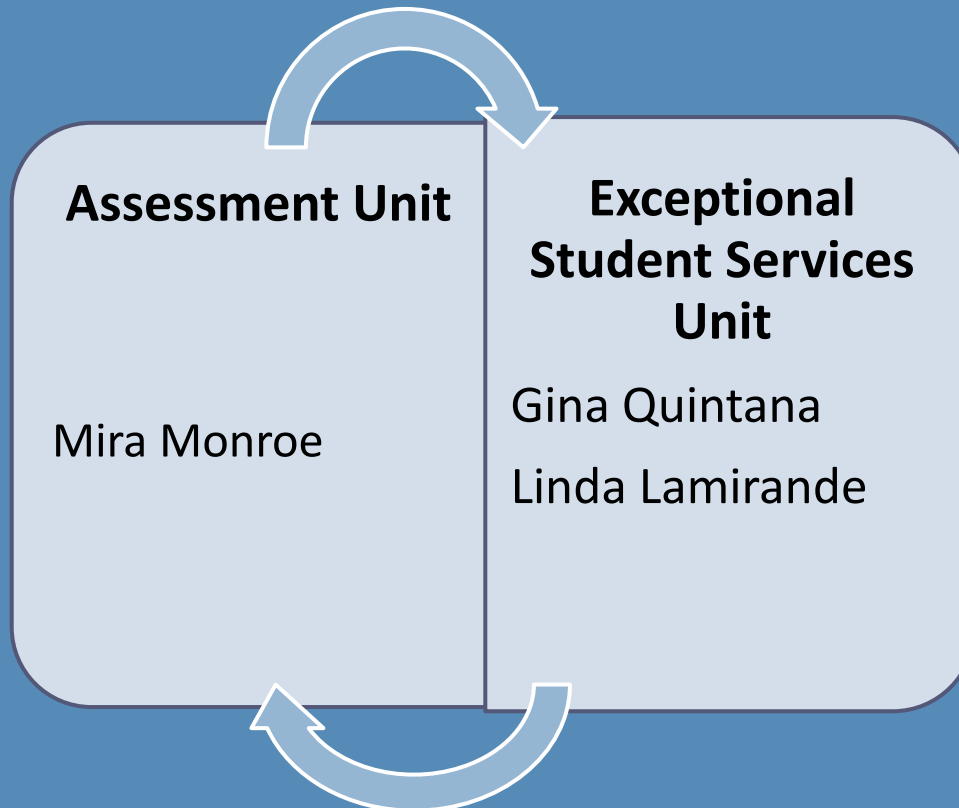 Assessment Unit
Mira Monroe
Exceptional
Student Services
Unit
Gina Quintana
Linda Lamirande